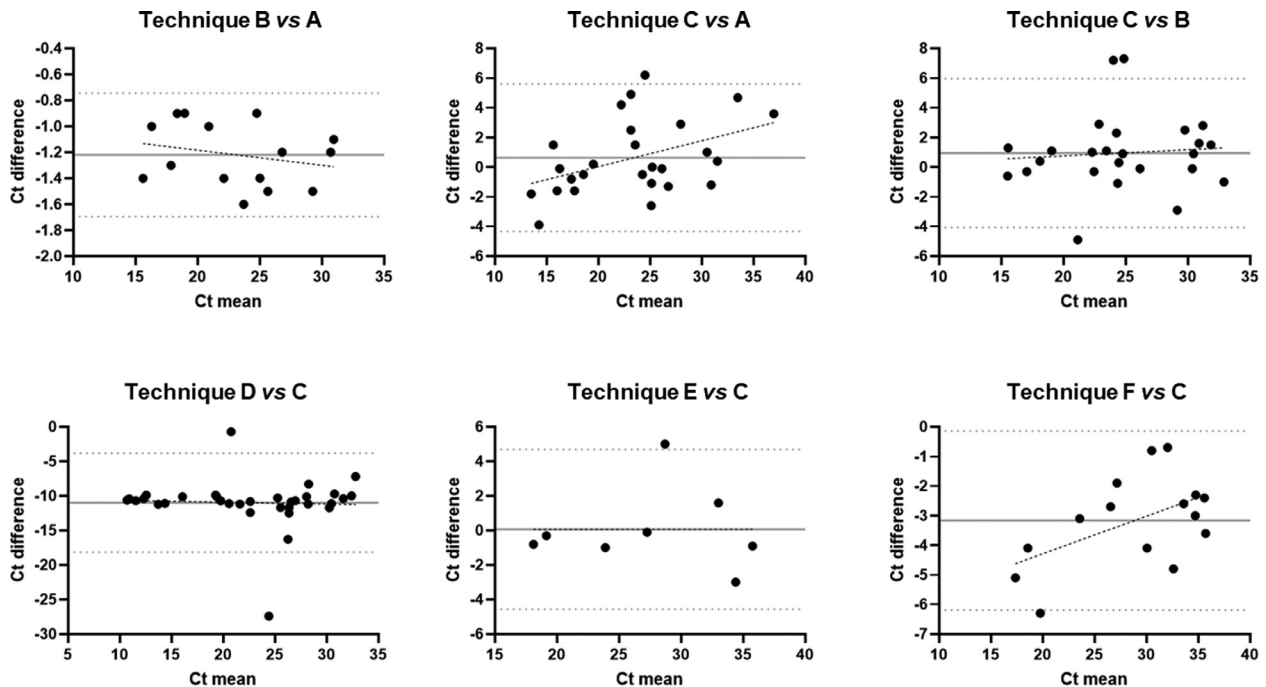 Technique B vs A
Ct difference
-0.4
-0.6
-0.8
-1.0
-1.2
-1.4
-1.6
-1.8
-2.0
10 15 20 25 30 35
Ct mean
Technique C vs A
Ct difference
8
6
4
2
0
-2
-4
-6
10 15 20 25 30 35 40
Ct mean
Technique C vs B
Ct difference
8
6
4
2
0
-2
-4
-6
10 15 20 25 30 35
Ct mean
Technique D vs C
Ct difference
0
-5
-10
-15
-20
-25
-30
5 10 15 20 25 30 35
Ct mean
Technique E vs C
Ct difference
6
4
2
0
-2
-4
-6
15 20 25 30 35 40
Ct mean
Technique F vs C
Ct difference
0
-1
-2
-3
-4
-5
-6
-7
10 15 20 25 30 35 40
Ct mean